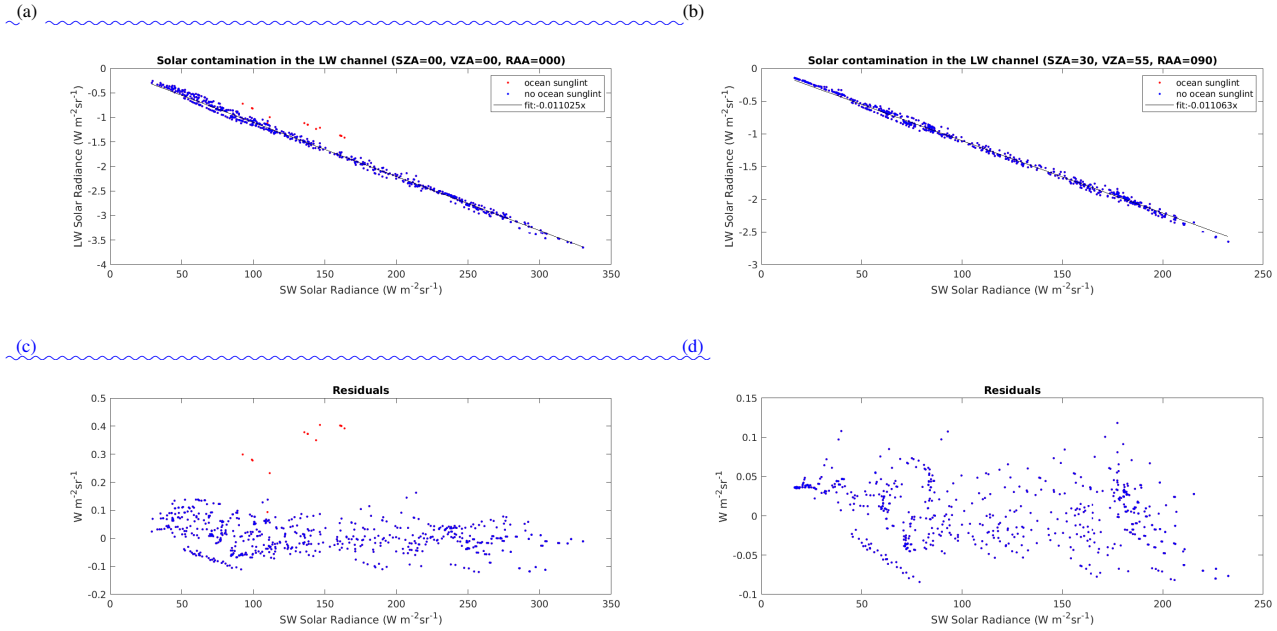 (a)
Solar contamination in the LW channel (SZA=00, VZA=00, RAA=000)
LW Solar Radiance (W m⁻²sr⁻¹)
0
-0.5
-1
-1.5
-2
-2.5
-3
-3.5
-4
ocean sunglint
no ocean sunglint
fit:-0.011025x
0 50 100 150 200 250 300 350
SW Solar Radiance (W m⁻²sr⁻¹)
(b)
Solar contamination in the LW channel (SZA=30, VZA=55, RAA=090)
LW Solar Radiance (W m⁻²sr⁻¹)
0
-0.5
-1
-1.5
-2
-2.5
-3
ocean sunglint
no ocean sunglint
fit:-0.011063x
0 50 100 150 200 250
SW Solar Radiance (W m⁻²sr⁻¹)
(c)
Residuals
W m⁻²sr⁻¹
0.5
0.4
0.3
0.2
0.1
0
-0.1
-0.2
0 50 100 150 200 250 300 350
SW Solar Radiance (W m⁻²sr⁻¹)
(d)
Residuals
W m⁻²sr⁻¹
0.15
0.1
0.05
0
-0.05
-0.1
0 50 100 150 200 250
SW Solar Radiance (W m⁻²sr⁻¹)